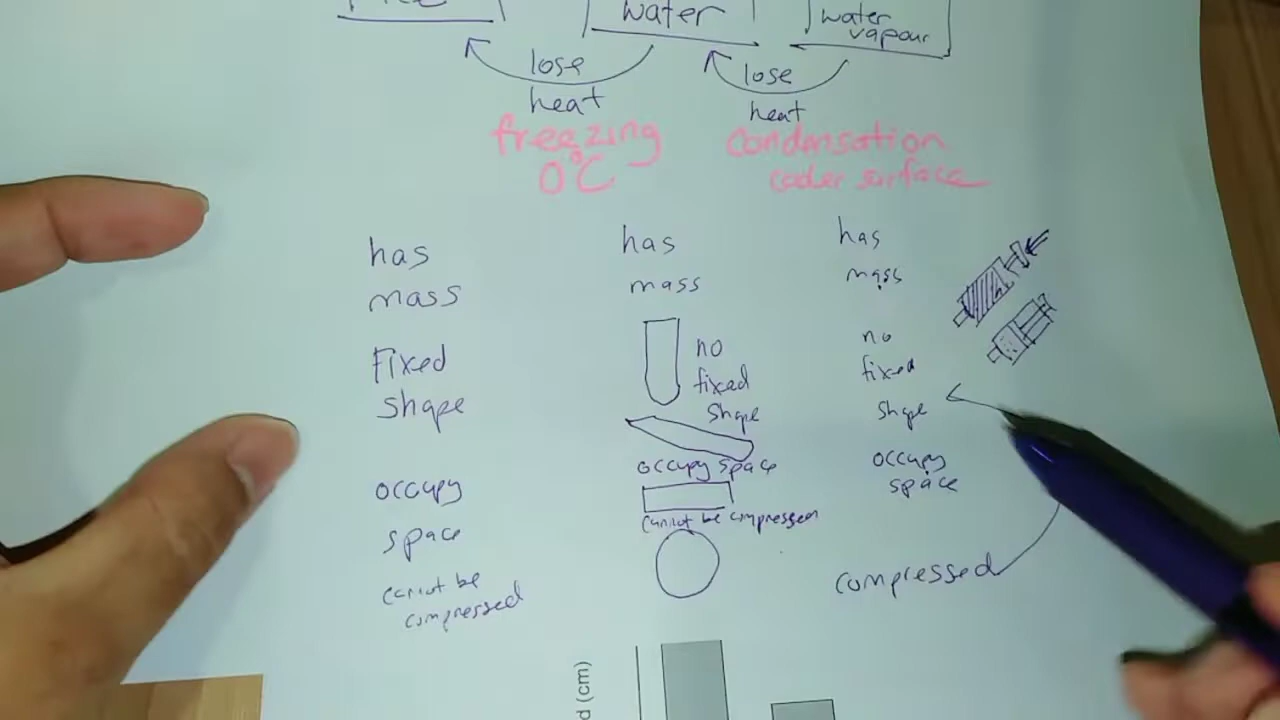 water
water
vapour
lose
heat
lose
heat
freezing
0°C
condensation
cooler surface
has
mass
Fixed
shape
occupy
space
cannot be
compressed
has
mass
no
fixed
shape
occupy space
cannot be compressed
has
mass
no
fixed
shape
occupy
space
compressed
d (cm)